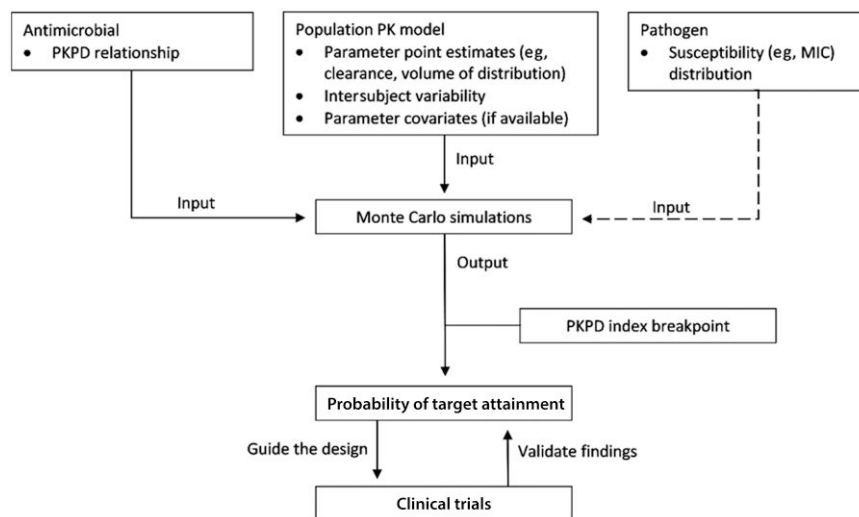 Antimicrobial
• PKPD relationship
Population PK model
• Parameter point estimates (eg,
clearance, volume of distribution)
• Intersubject variability
• Parameter covariates (if available)
Pathogen
• Susceptibility (eg, MIC)
distribution
Input
Input
Input
Monte Carlo simulations
Output
PKPD index breakpoint
Probability of target attainment
Guide the design
Validate findings
Clinical trials